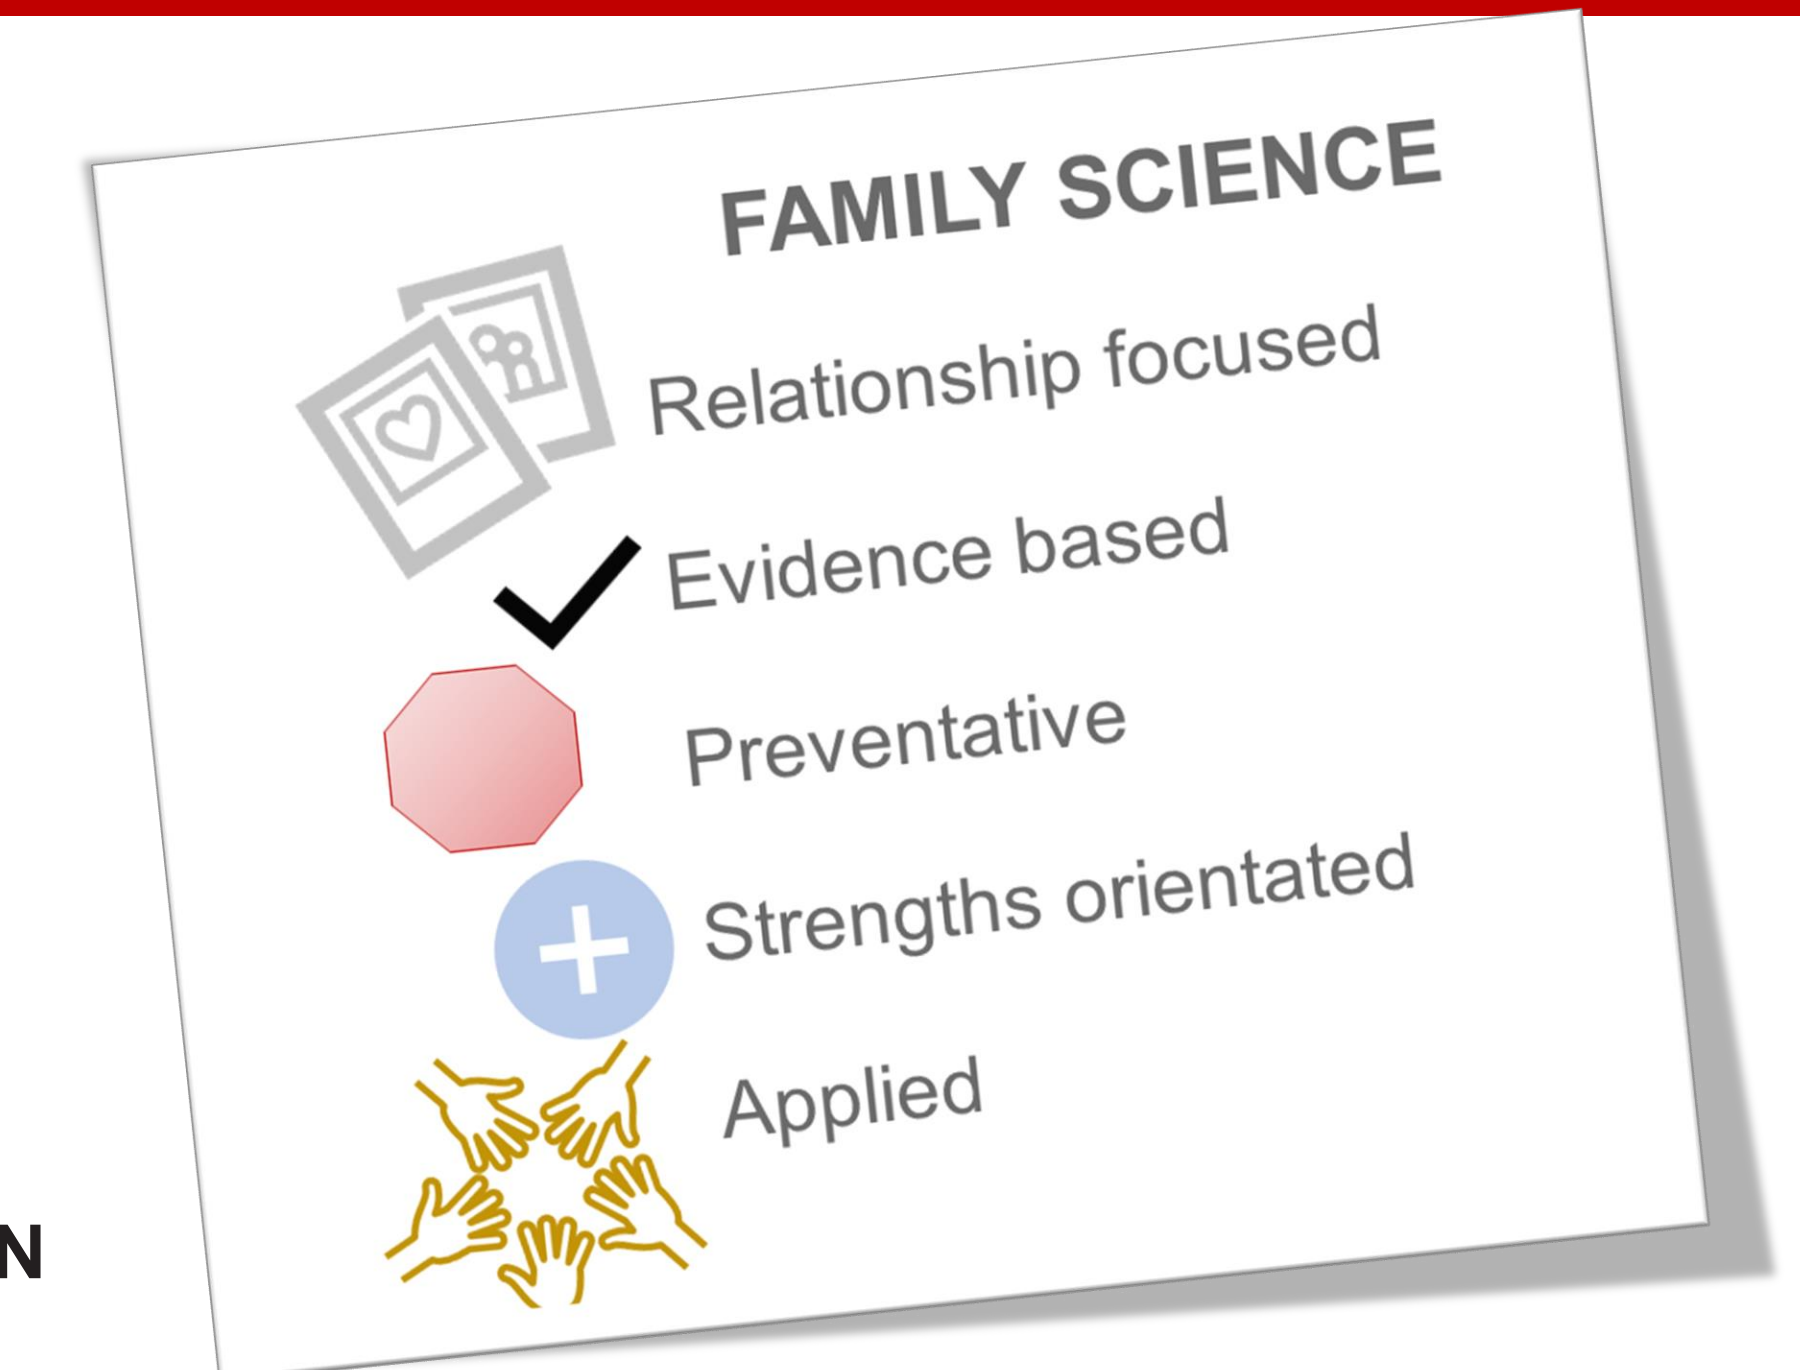 FAMILY SCIENCE
Relationship focused
Evidence based
Preventative
Strengths orientated
Applied
N